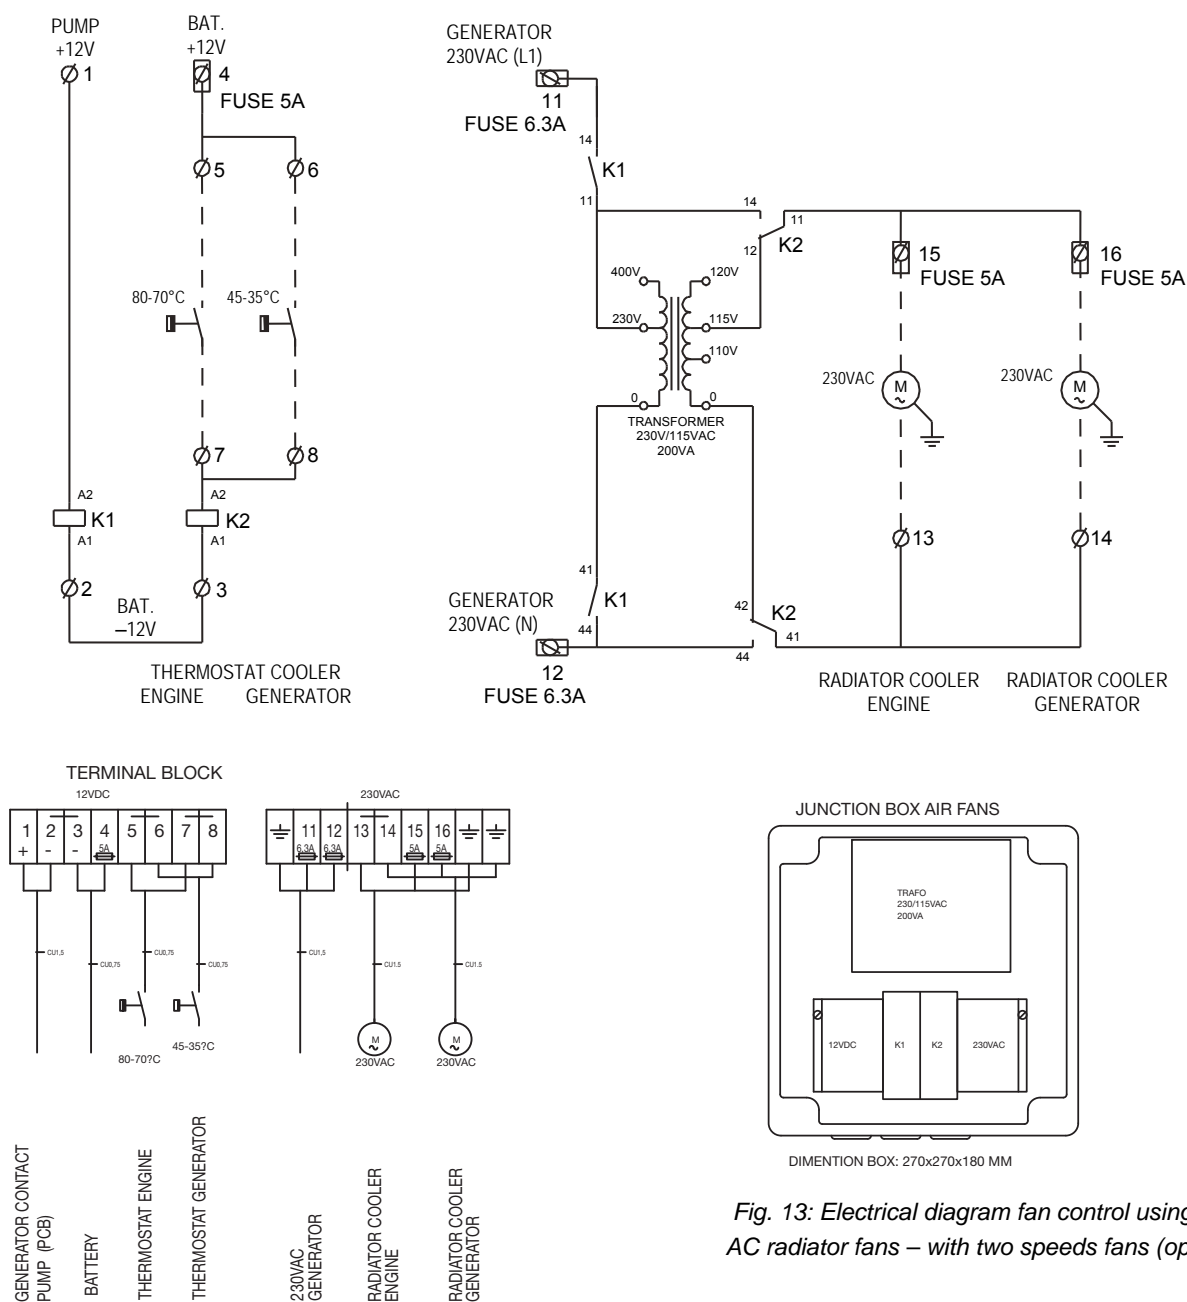 PUMP
+12V
1
BAT.
+12V
4
FUSE 5A
5
6
80-70°C
45-35°C
7
8
A2
K1
A1
A2
K2
A1
2
3
BAT.
–12V
THERMOSTAT COOLER
ENGINE
GENERATOR
GENERATOR
230VAC (L1)
11
FUSE 6.3A
14
K1
11
14
11
12
K2
400V
120V
230V
115V
110V
0
0
TRANSFORMER
230V/115VAC
200VA
15
FUSE 5A
16
FUSE 5A
230VAC
M
~
230VAC
M
~
13
14
41
K1
44
GENERATOR
230VAC (N)
12
FUSE 6.3A
42
K2
41
44
RADIATOR COOLER
ENGINE
RADIATOR COOLER
GENERATOR
TERMINAL BLOCK
12VDC
1 2 3 4 5 6 7 8
+ - - 5A
CU1,5
CU0,75
CU0,75
CU0,75
80-70?C
45-35?C
GENERATOR CONTACT
PUMP (PCB)
BATTERY
THERMOSTAT ENGINE
THERMOSTAT GENERATOR
230VAC
11 12 13 14 15 16
6,3A 6,3A 5A 5A
CU1,5
CU1.5
CU1.5
M
~
230VAC
M
~
230VAC
230VAC
GENERATOR
RADIATOR COOLER
ENGINE
RADIATOR COOLER
GENERATOR
JUNCTION BOX AIR FANS
TRAFO
230/115VAC
200VA
12VDC
K1
K2
230VAC
DIMENTION BOX: 270x270x180 MM
Fig. 13: Electrical diagram fan control using
AC radiator fans – with two speeds fans (op